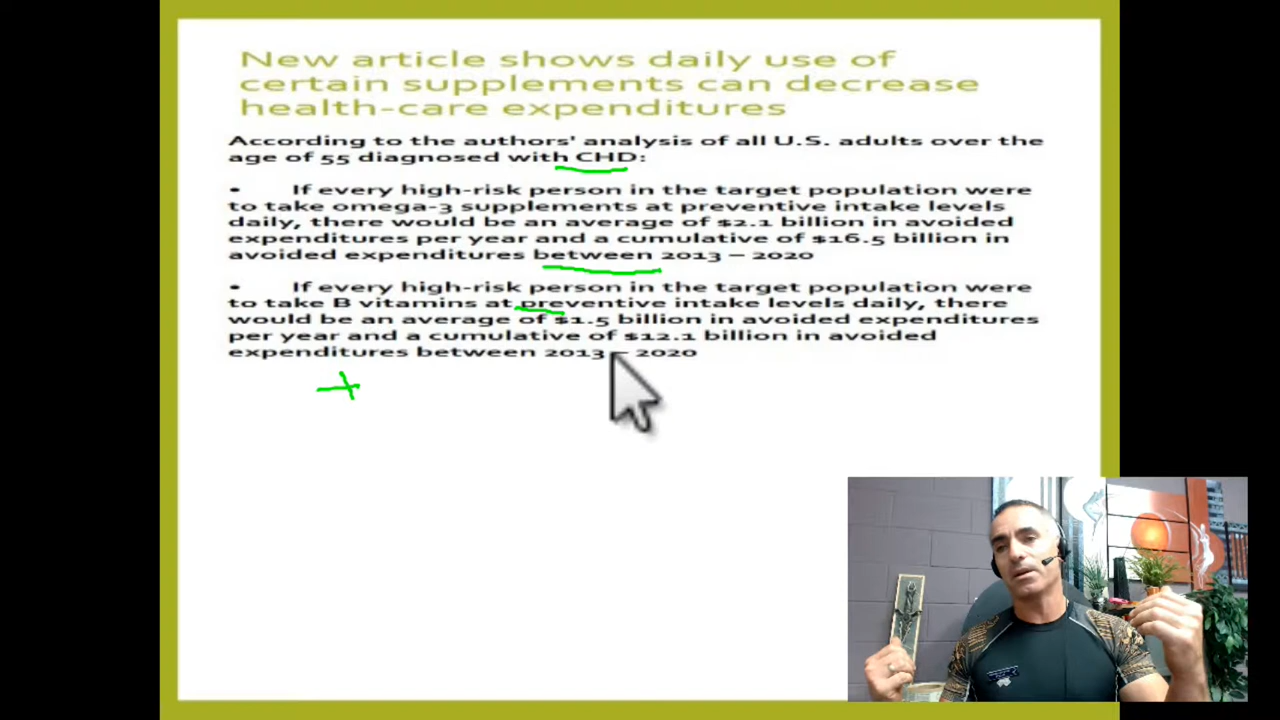 New article shows daily use of
certain supplements can decrease
health-care expenditures
According to the authors' analysis of all U.S. adults over the
age of 55 diagnosed with CHD:
• If every high-risk person in the target population were
to take omega-3 supplements at preventive intake levels
daily, there would be an average of $2.1 billion in avoided
expenditures per year and a cumulative of $16.5 billion in
avoided expenditures between 2013 – 2020
• If every high-risk person in the target population were
to take B vitamins at preventive intake levels daily, there
would be an average of $1.5 billion in avoided expenditures
per year and a cumulative of $12.1 billion in avoided
expenditures between 2013 – 2020